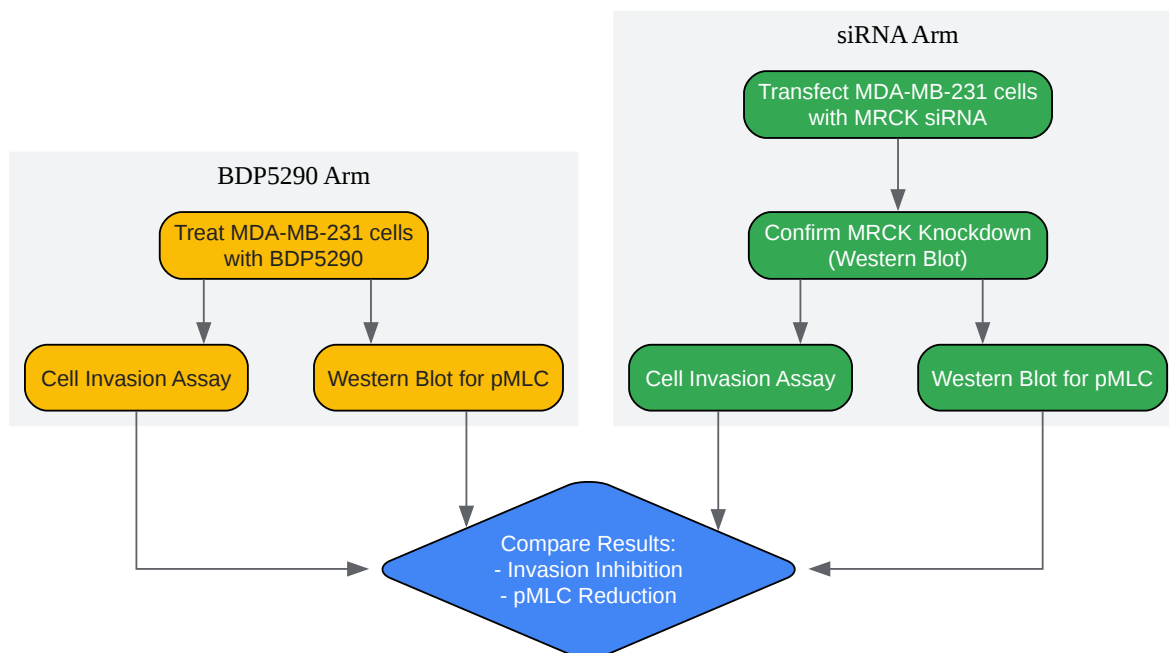 siRNA Arm
Transfect MDA-MB-231 cells
with MRCK siRNA
BDP5290 Arm
Treat MDA-MB-231 cells
with BDP5290
Confirm MRCK Knockdown
(Western Blot)
Cell Invasion Assay
Western Blot for pMLC
Cell Invasion Assay
Western Blot for pMLC
Compare Results:
- Invasion Inhibition
- pMLC Reduction